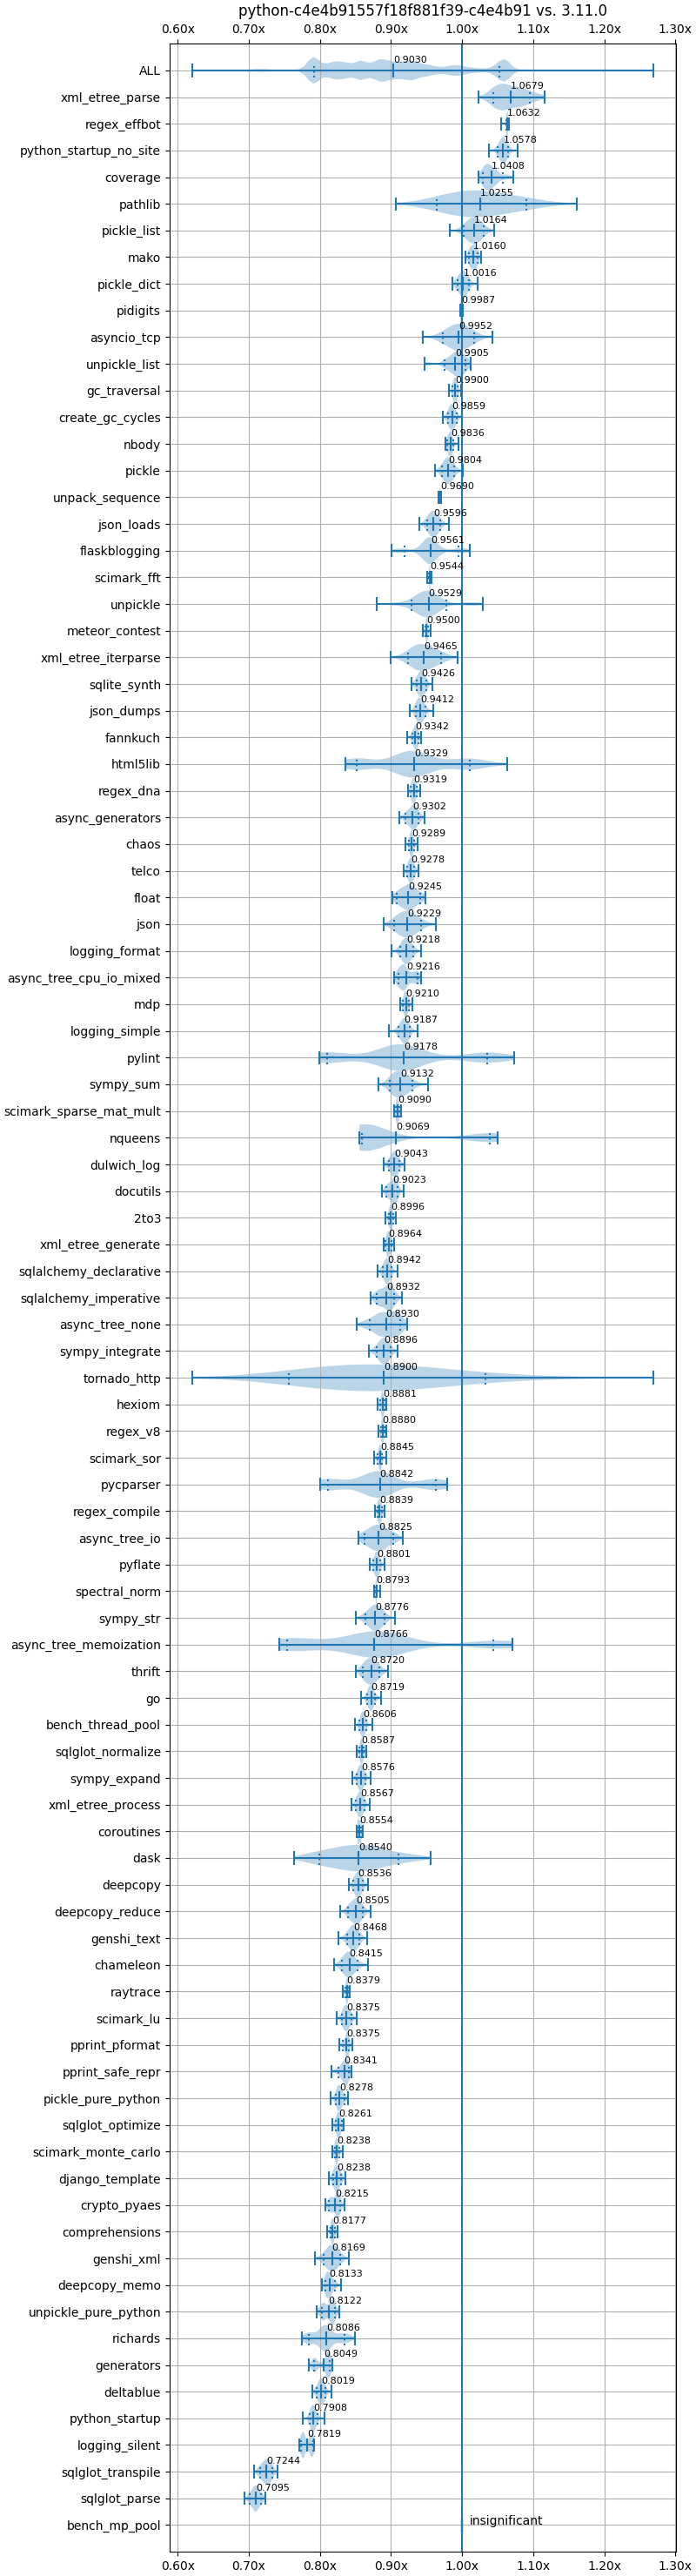 python-c4e4b91557f18f881f39-c4e4b91 vs. 3.11.0
0.60x 0.70x 0.80x 0.90x 1.00x 1.10x 1.20x 1.30x
ALL 0.9030
xml_etree_parse 1.0679
regex_effbot 1.0632
python_startup_no_site 1.0578
coverage 1.0408
pathlib 1.0255
pickle_list 1.0164
mako 1.0160
pickle_dict 1.0016
pidigits 0.9987
asyncio_tcp 0.9952
unpickle_list 0.9905
gc_traversal 0.9900
create_gc_cycles 0.9859
nbody 0.9836
pickle 0.9804
unpack_sequence 0.9690
json_loads 0.9596
flaskblogging 0.9561
scimark_fft 0.9544
unpickle 0.9529
meteor_contest 0.9500
xml_etree_iterparse 0.9465
sqlite_synth 0.9426
json_dumps 0.9412
fannkuch 0.9342
html5lib 0.9329
regex_dna 0.9319
async_generators 0.9302
chaos 0.9289
telco 0.9278
float 0.9245
json 0.9229
logging_format 0.9218
async_tree_cpu_io_mixed 0.9216
mdp 0.9210
logging_simple 0.9187
pylint 0.9178
sympy_sum 0.9132
scimark_sparse_mat_mult 0.9090
nqueens 0.9069
dulwich_log 0.9043
docutils 0.9023
2to3 0.8996
xml_etree_generate 0.8964
sqlalchemy_declarative 0.8942
sqlalchemy_imperative 0.8932
async_tree_none 0.8930
sympy_integrate 0.8896
tornado_http 0.8900
hexiom 0.8881
regex_v8 0.8880
scimark_sor 0.8845
pycparser 0.8842
regex_compile 0.8839
async_tree_io 0.8825
pyflate 0.8801
spectral_norm 0.8793
sympy_str 0.8776
async_tree_memoization 0.8766
thrift 0.8720
go 0.8719
bench_thread_pool 0.8606
sqlglot_normalize 0.8587
sympy_expand 0.8576
xml_etree_process 0.8567
coroutines 0.8554
dask 0.8540
deepcopy 0.8536
deepcopy_reduce 0.8505
genshi_text 0.8468
chameleon 0.8415
raytrace 0.8379
scimark_lu 0.8375
pprint_pformat 0.8375
pprint_safe_repr 0.8341
pickle_pure_python 0.8278
sqlglot_optimize 0.8261
scimark_monte_carlo 0.8238
django_template 0.8238
crypto_pyaes 0.8215
comprehensions 0.8177
genshi_xml 0.8169
deepcopy_memo 0.8133
unpickle_pure_python 0.8122
richards 0.8086
generators 0.8049
deltablue 0.8019
python_startup 0.7908
logging_silent 0.7819
sqlglot_transpile 0.7244
sqlglot_parse 0.7095
bench_mp_pool insignificant
0.60x 0.70x 0.80x 0.90x 1.00x 1.10x 1.20x 1.30x